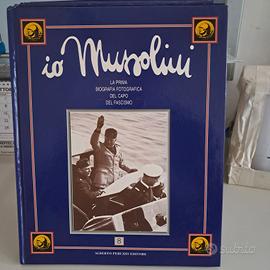 io Mussolini
LA PRIMA
BIOGRAFIA FOTOGRAFICA
DEL CAPO
DEL FASCISMO
8
ALBERTO PERUZZO EDITORE
subito